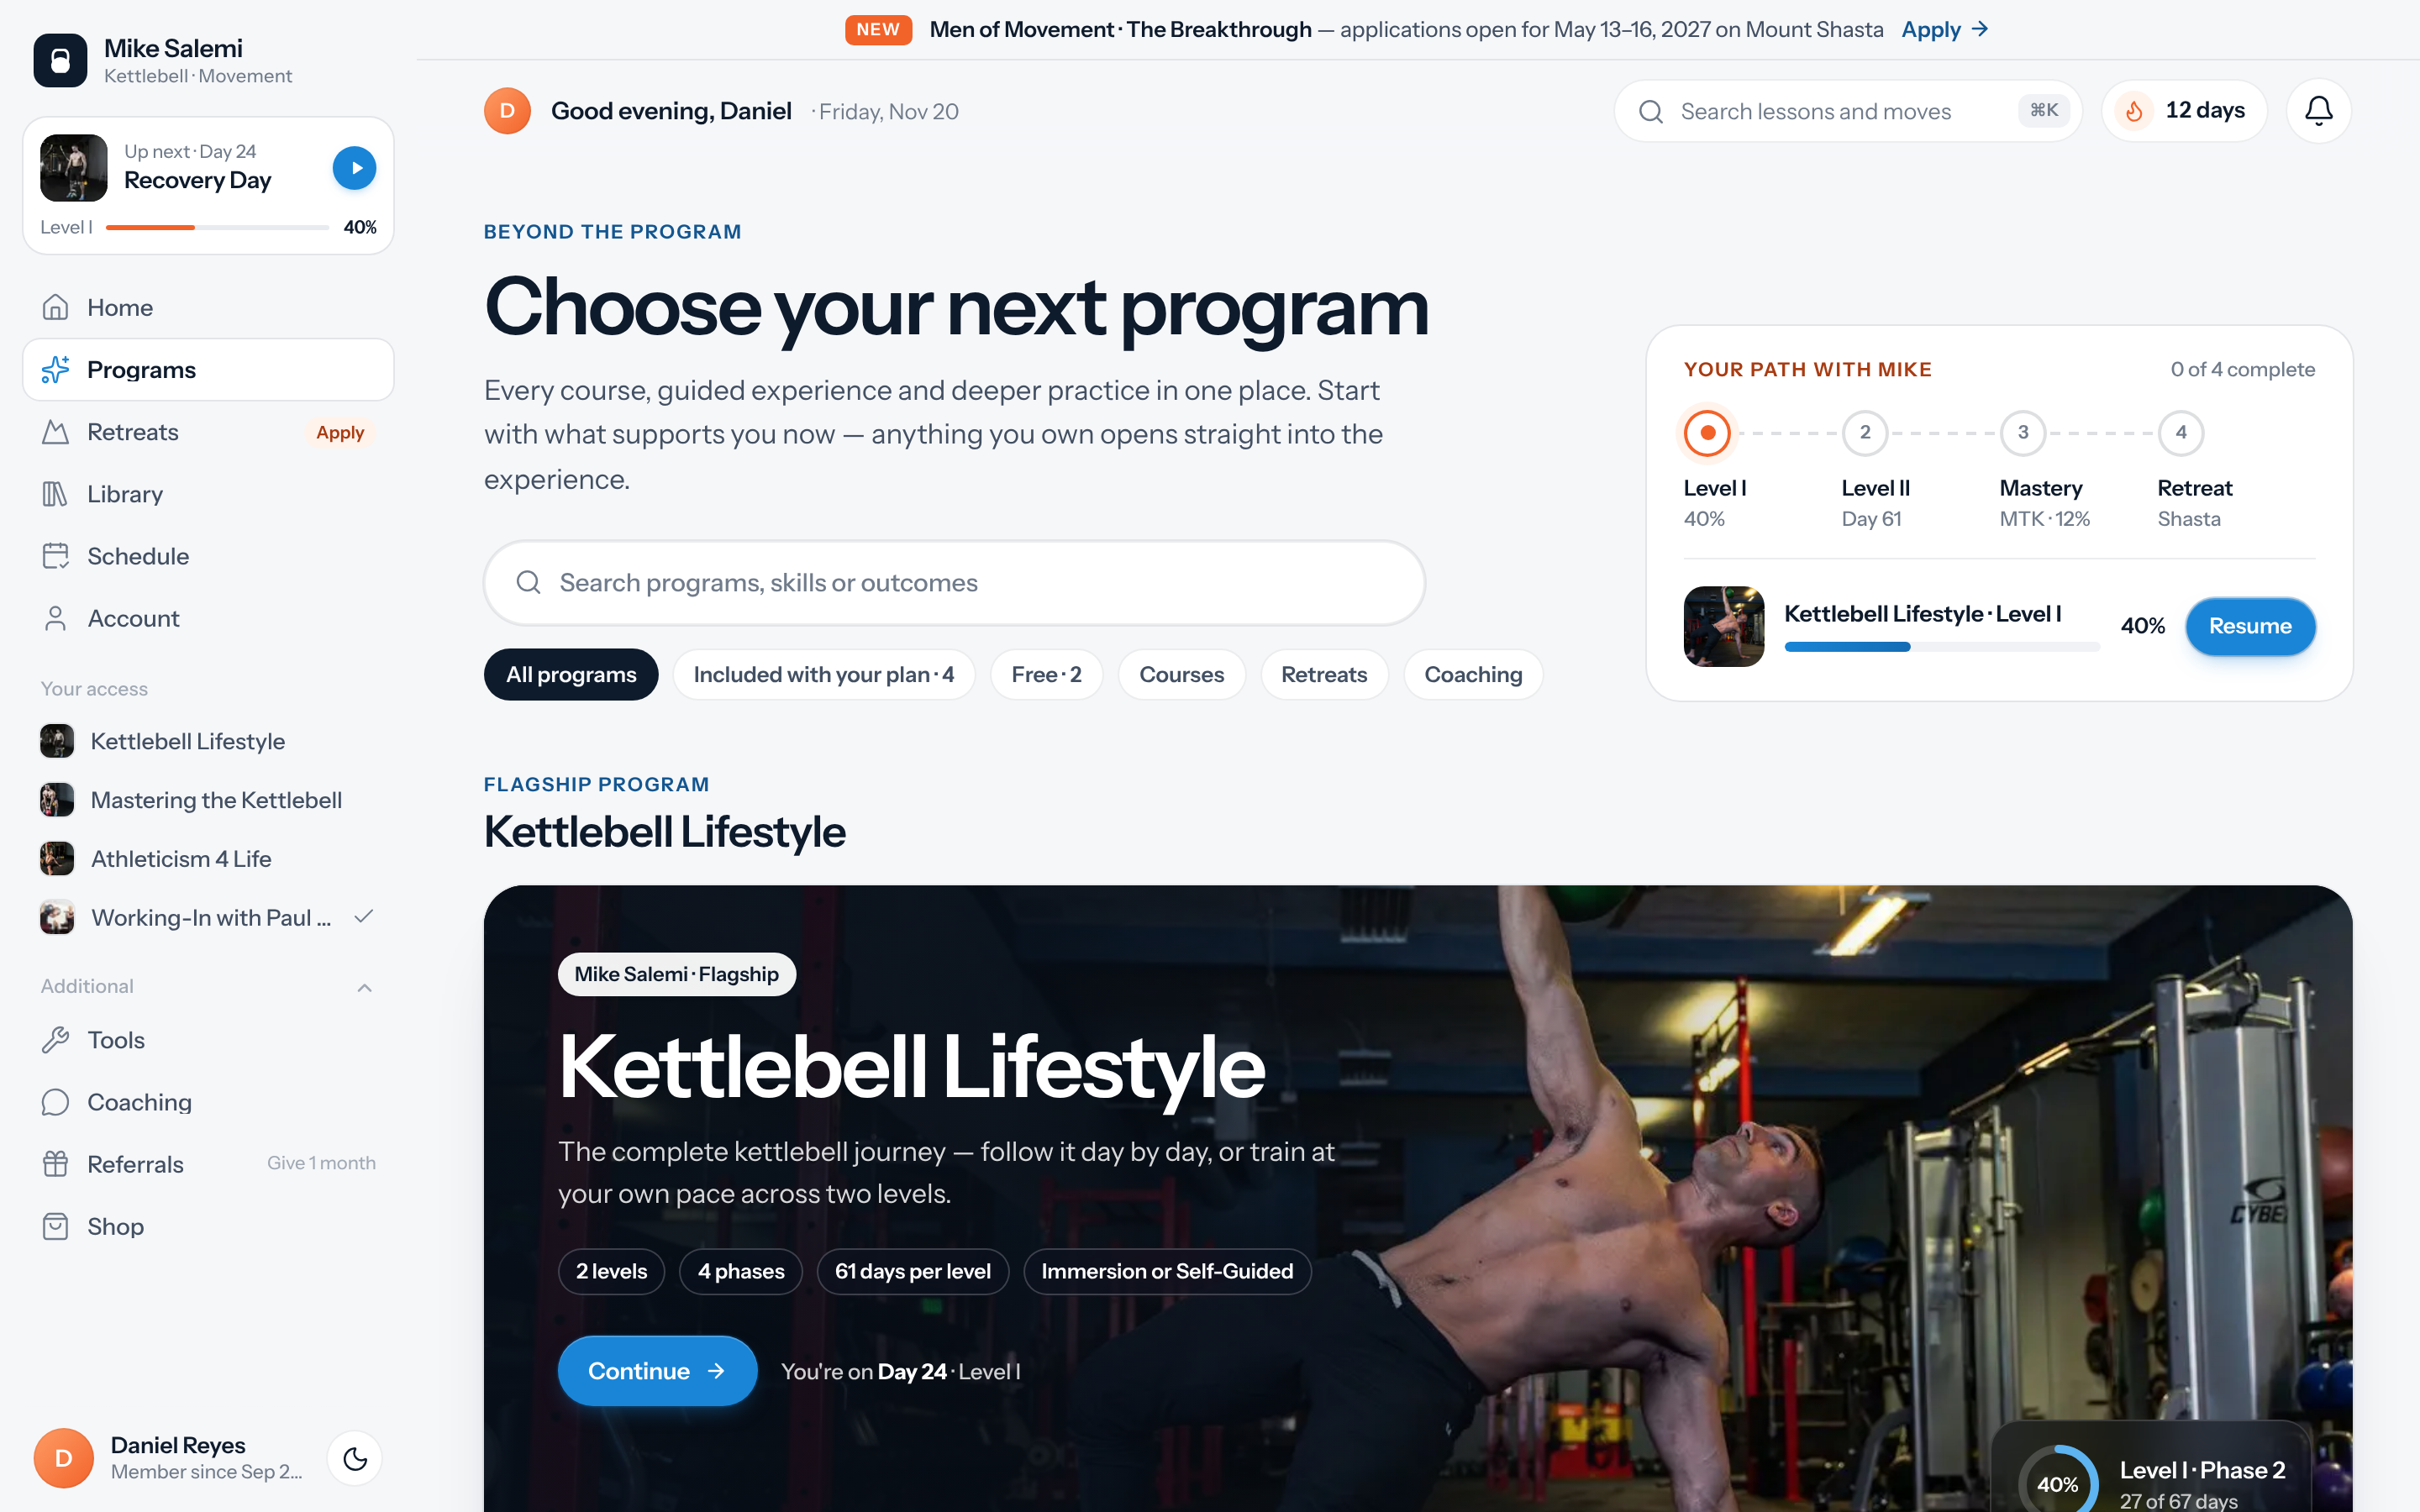 NEW Men of Movement · The Breakthrough — applications open for May 13–16, 2027 on Mount Shasta Apply →
Mike Salemi
Kettlebell · Movement
Up next · Day 24
Recovery Day
Level I 40%
Home
Programs
Retreats Apply
Library
Schedule
Account
Your access
Kettlebell Lifestyle
Mastering the Kettlebell
Athleticism 4 Life
Working-In with Paul ...
Additional
Tools
Coaching
Referrals Give 1 month
Shop
D Daniel Reyes
Member since Sep 2...
D Good evening, Daniel · Friday, Nov 20
Search lessons and moves ⌘K
12 days
BEYOND THE PROGRAM
Choose your next program
Every course, guided experience and deeper practice in one place. Start
with what supports you now — anything you own opens straight into the
experience.
Search programs, skills or outcomes
All programs Included with your plan · 4 Free · 2 Courses Retreats Coaching
YOUR PATH WITH MIKE 0 of 4 complete
2 3 4
Level I Level II Mastery Retreat
40% Day 61 MTK · 12% Shasta
Kettlebell Lifestyle · Level I 40% Resume
FLAGSHIP PROGRAM
Kettlebell Lifestyle
Mike Salemi · Flagship
Kettlebell Lifestyle
The complete kettlebell journey — follow it day by day, or train at
your own pace across two levels.
2 levels 4 phases 61 days per level Immersion or Self-Guided
Continue → You're on Day 24 · Level I
CYBE
40% Level I · Phase 2
27 of 67 days